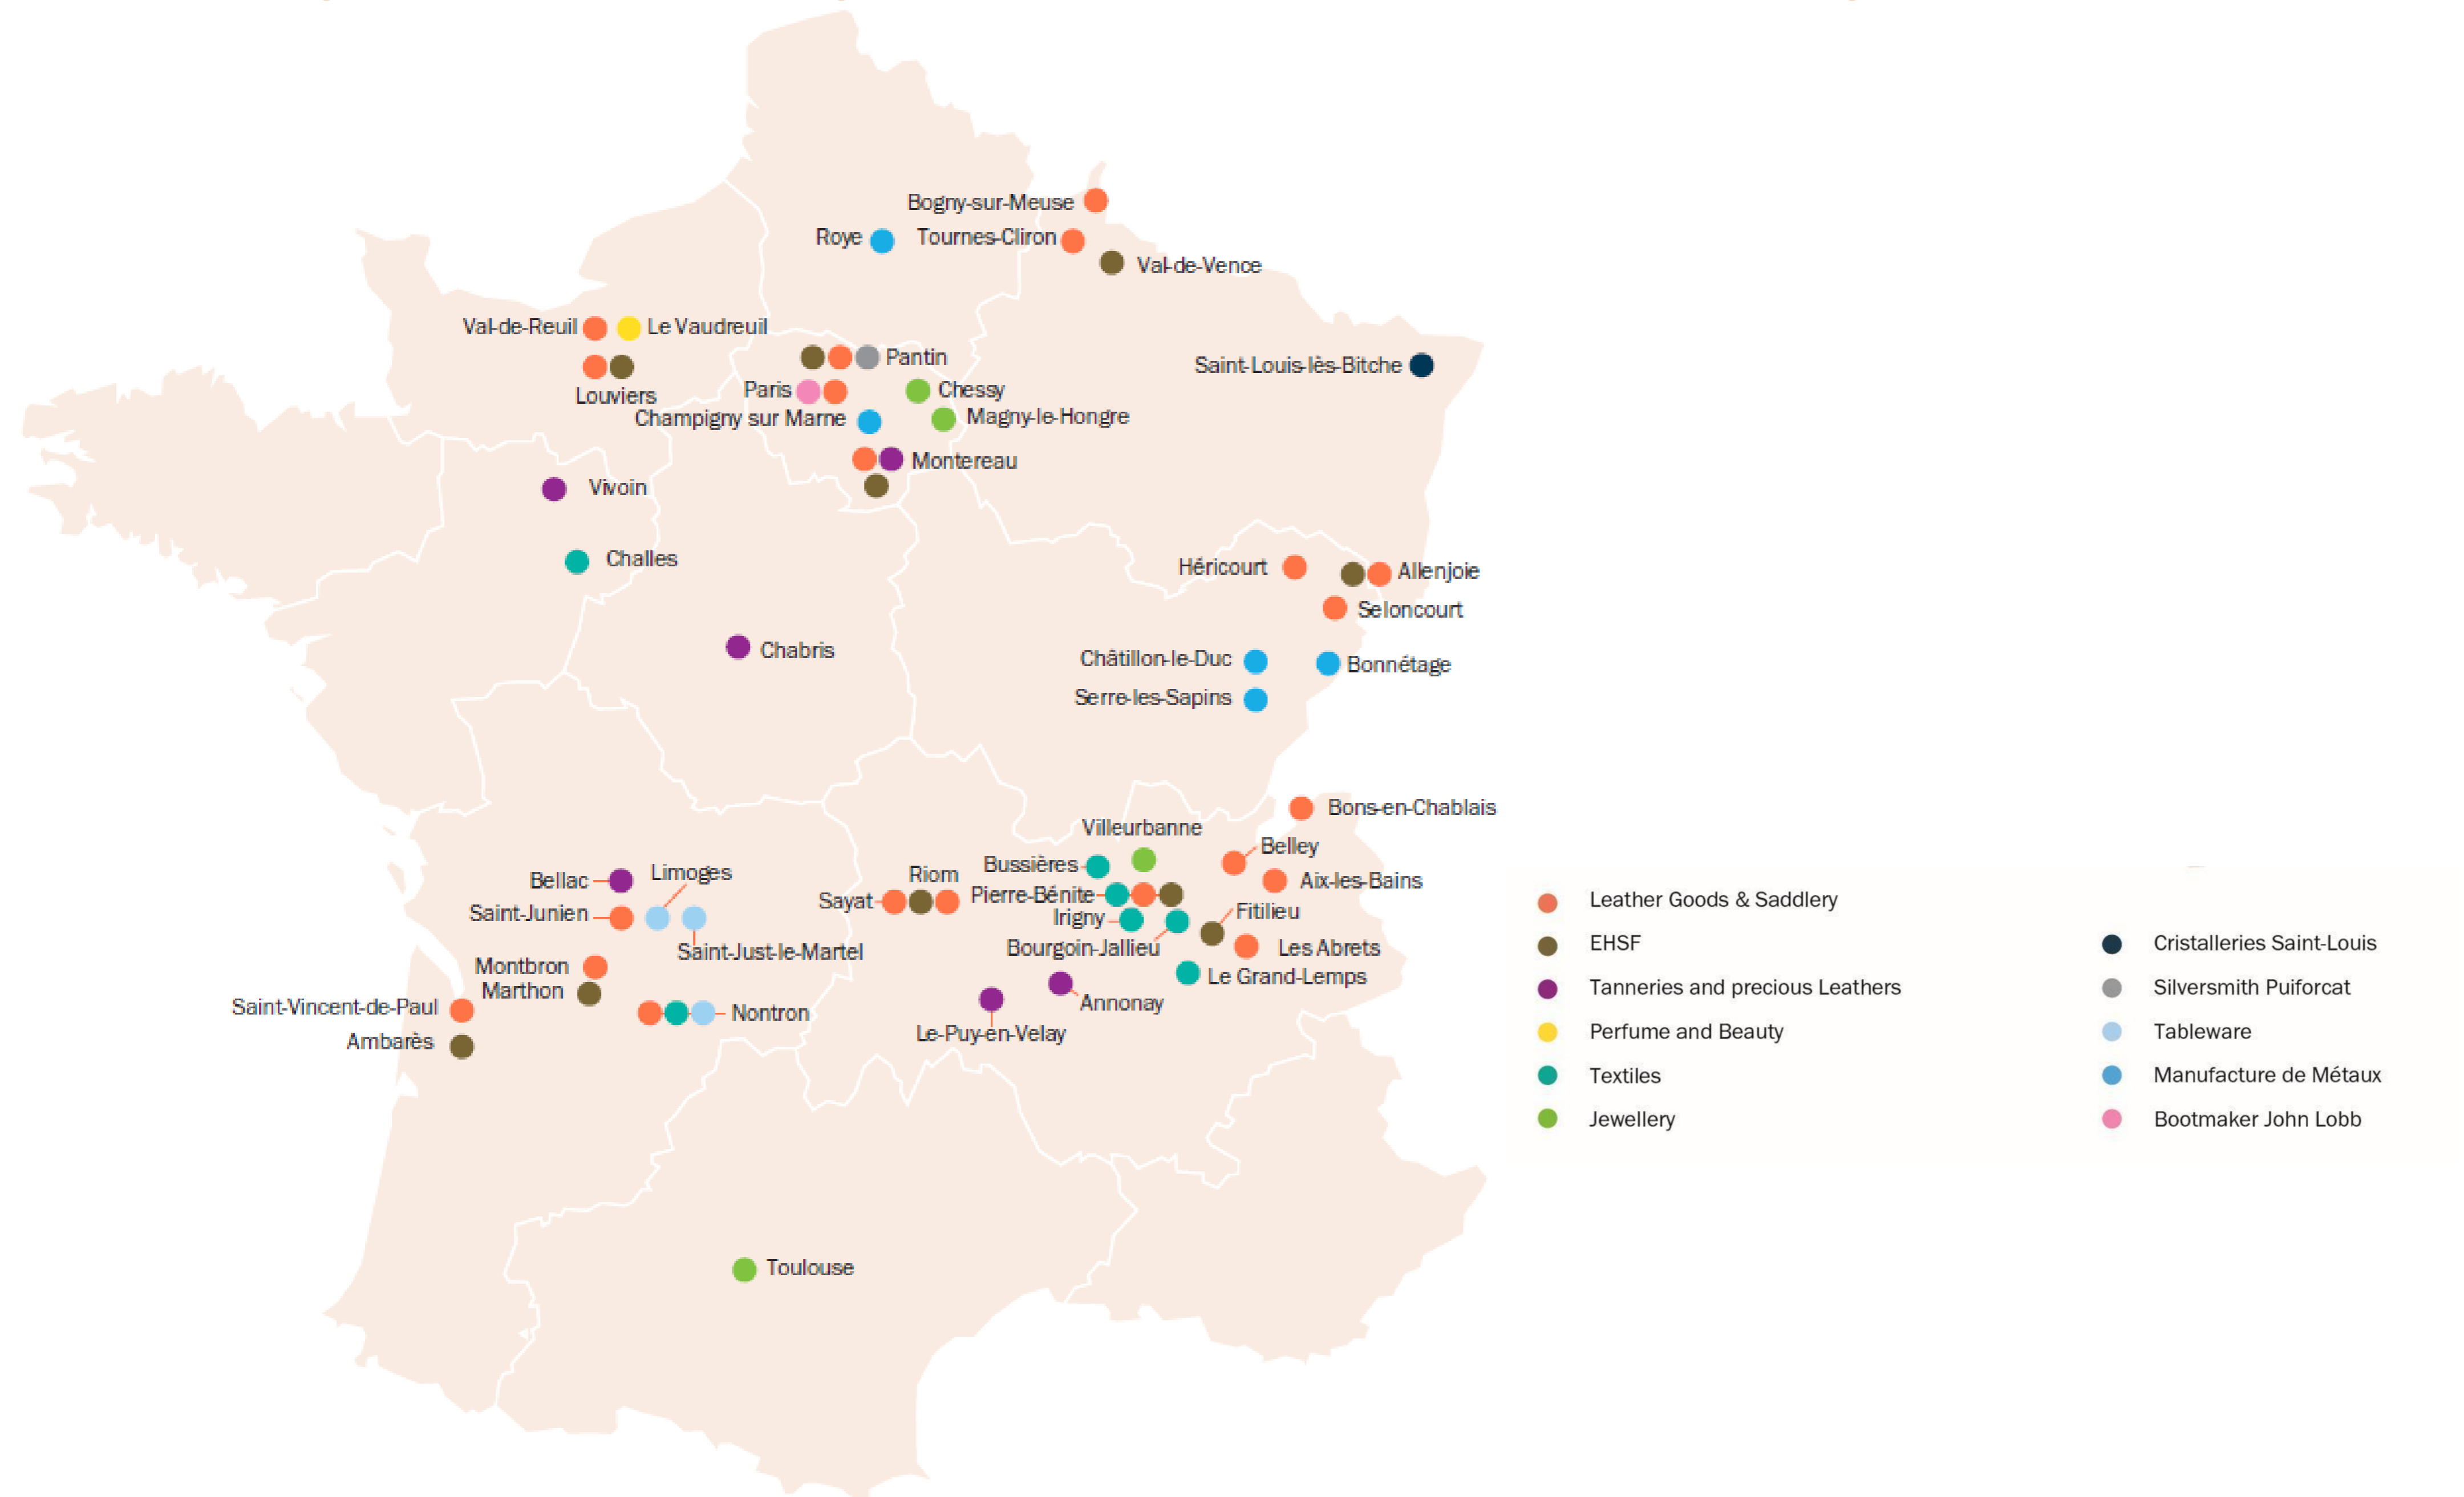 Bogny-sur-Meuse
Roye
Tournes-Cliron
Val-de-Vence
Val-de-Reuil
Le Vaudreuil
Louviers
Pantin
Paris
Chessy
Champigny sur Marne
Magny-le-Hongre
Montereau
Saint-Louis-lès-Bitche
Vivoin
Challes
Chabris
Héricourt
Allenjoie
Seloncourt
Châtillon-le-Duc
Bonnétage
Serre-les-Sapins
Bons-en-Chablais
Villeurbanne
Belley
Bussières
Aix-les-Bains
Riom
Sayat
Pierre-Bénite
Irigny
Fitilieu
Bourgoin-Jallieu
Les Abrets
Le Grand-Lemps
Annonay
Le-Puy-en-Velay
Bellac
Limoges
Saint-Junien
Saint-Just-le-Martel
Montbron
Marthon
Saint-Vincent-de-Paul
Nontron
Ambarès
Toulouse
Leather Goods & Saddlery
EHSF
Tanneries and precious Leathers
Perfume and Beauty
Textiles
Jewellery
Cristalleries Saint-Louis
Silversmith Puiforcat
Tableware
Manufacture de Métaux
Bootmaker John Lobb